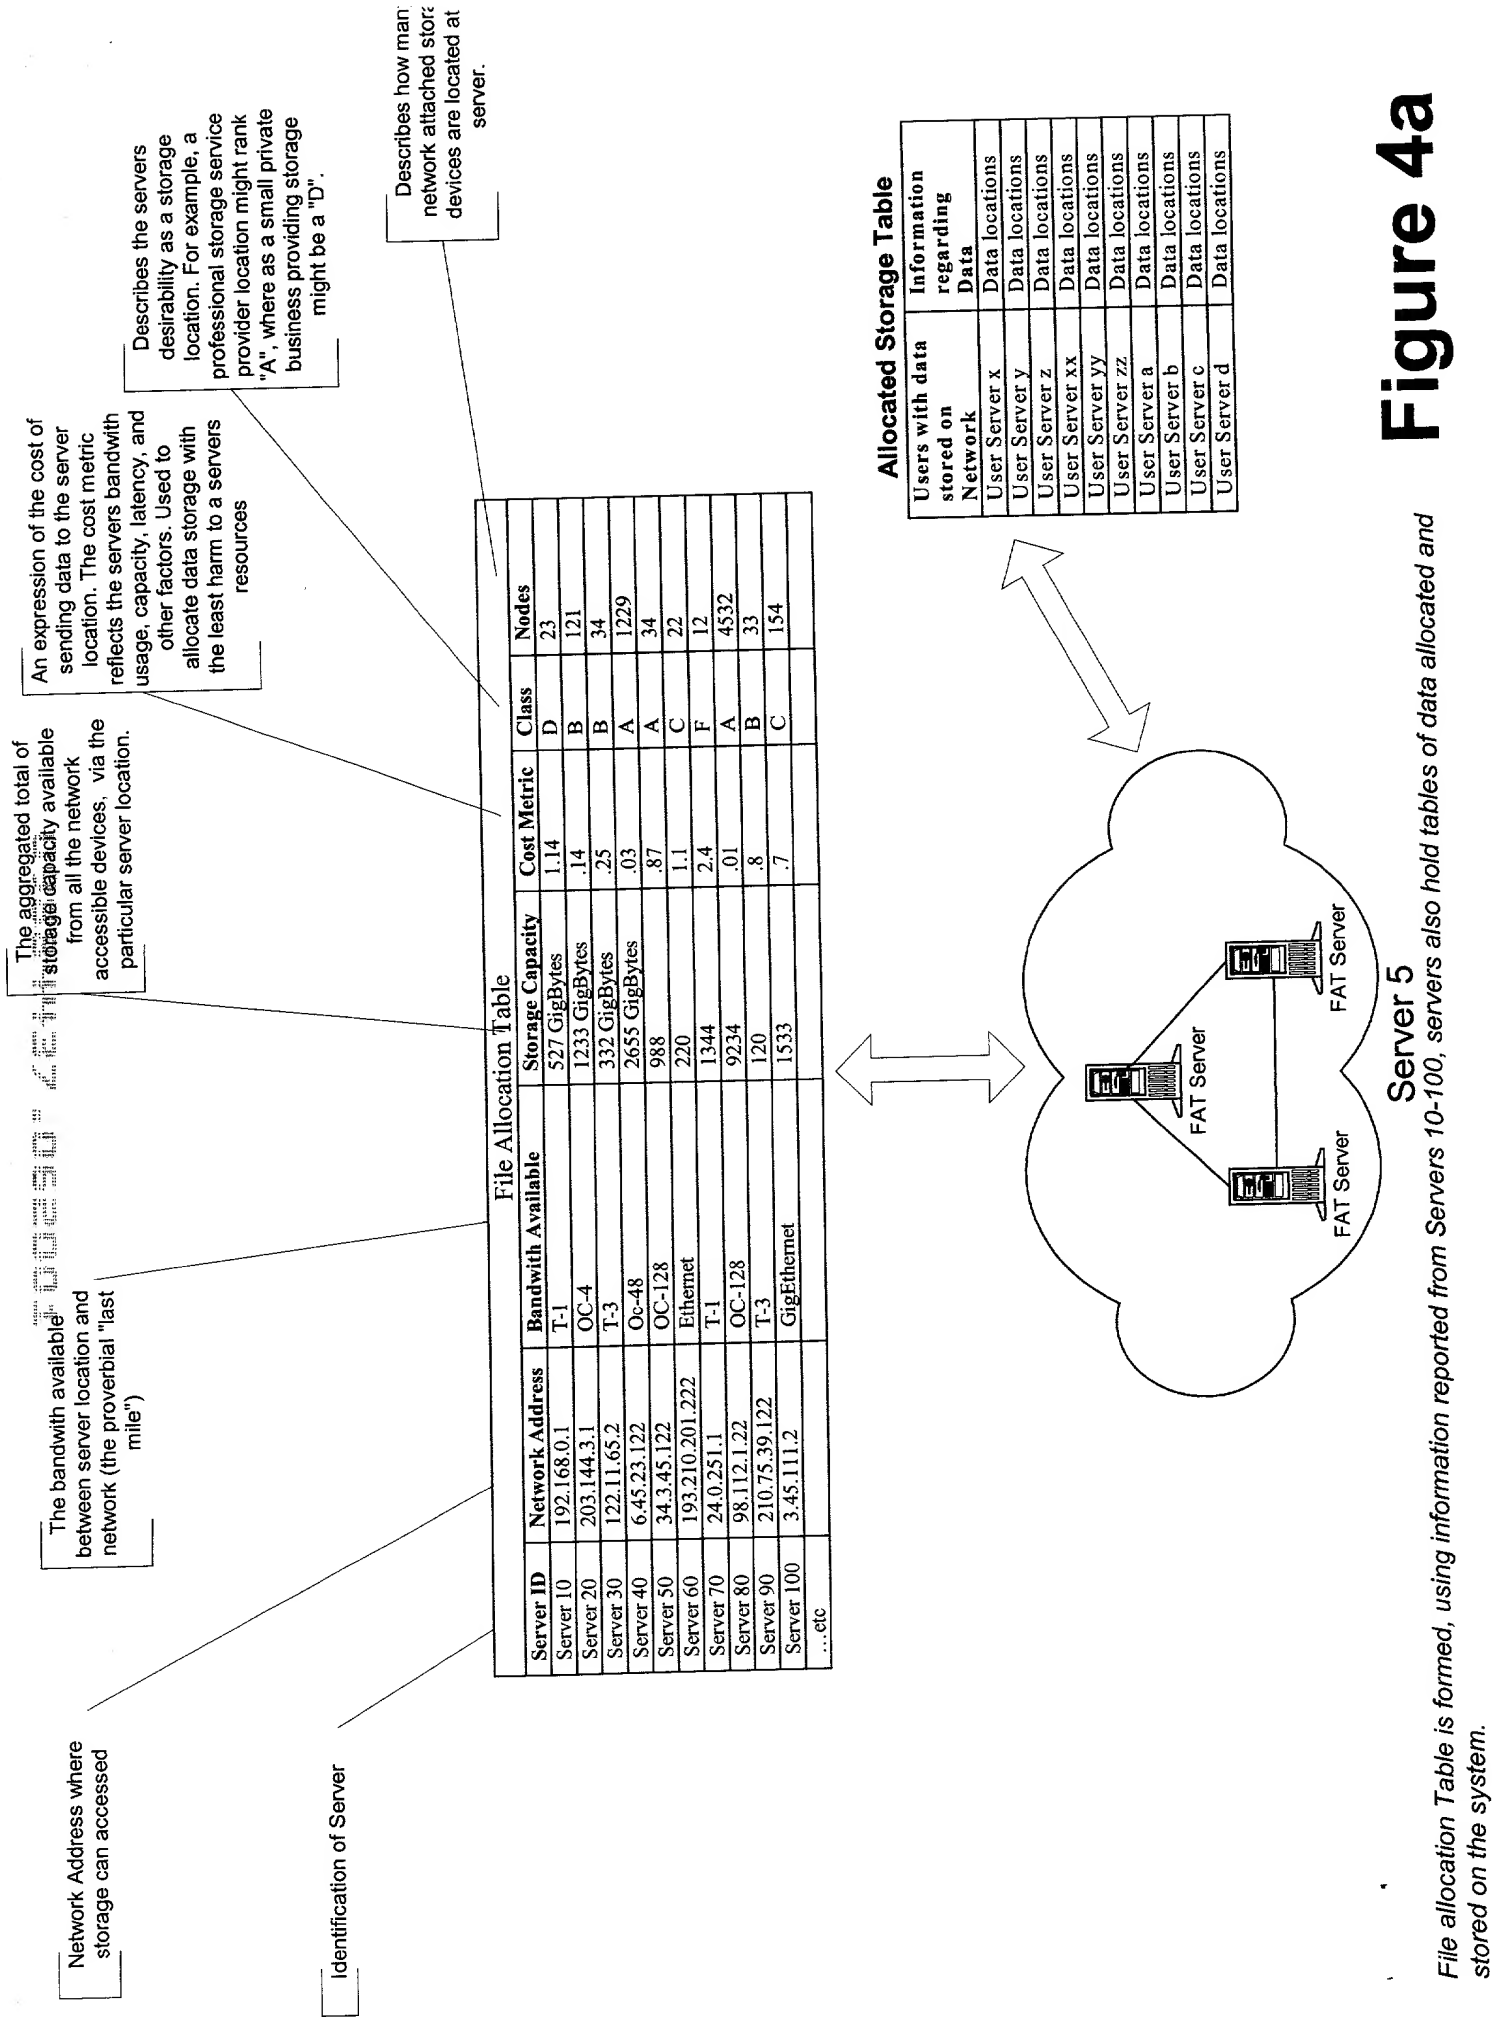 Network Address where
storage can accessed
Identification of Server
The bandwith available
between server location and
network (the proverbial "last
mile")
The aggregated total of
storage capacity available
from all the network
accessible devices, via the
particular server location.
An expression of the cost of
sending data to the server
location. The cost metric
reflects the servers bandwith
usage, capacity, latency, and
other factors. Used to
allocate data storage with
the least harm to a servers
resources
Describes the servers
desirability as a storage
location. For example, a
professional storage service
provider location might rank
"A", where as a small private
business providing storage
might be a "D".
Describes how man
network attached stora
devices are located at
server.
File Allocation Table
Server ID Network Address Bandwith Available Storage Capacity Cost Metric Class Nodes
Server 10 192.168.0.1 T-1 527 GigBytes 1.14 D 23
Server 20 203.144.3.1 OC-4 1233 GigBytes .14 B 121
Server 30 122.11.65.2 T-3 332 GigBytes .25 B 34
Server 40 6.45.23.122 Oc-48 2655 GigBytes .03 A 1229
Server 50 34.3.45.122 OC-128 988 .87 A 34
Server 60 193.210.201.222 Ethernet 220 1.1 C 22
Server 70 24.0.251.1 T-1 1344 2.4 F 12
Server 80 98.112.1.22 OC-128 9234 .01 A 4532
Server 90 210.75.39.122 T-3 120 .8 B 33
Server 100 3.45.111.2 GigEthernet 1533 .7 C 154
...etc
Allocated Storage Table
Users with data stored on Network Information regarding Data
User Server x Data locations
User Server y Data locations
User Server z Data locations
User Server xx Data locations
User Server yy Data locations
User Server zz Data locations
User Server a Data locations
User Server b Data locations
User Server c Data locations
User Server d Data locations
FAT Server
FAT Server
FAT Server
Server 5
Figure 4a
File allocation Table is formed, using information reported from Servers 10-100, servers also hold tables of data allocated and
stored on the system.